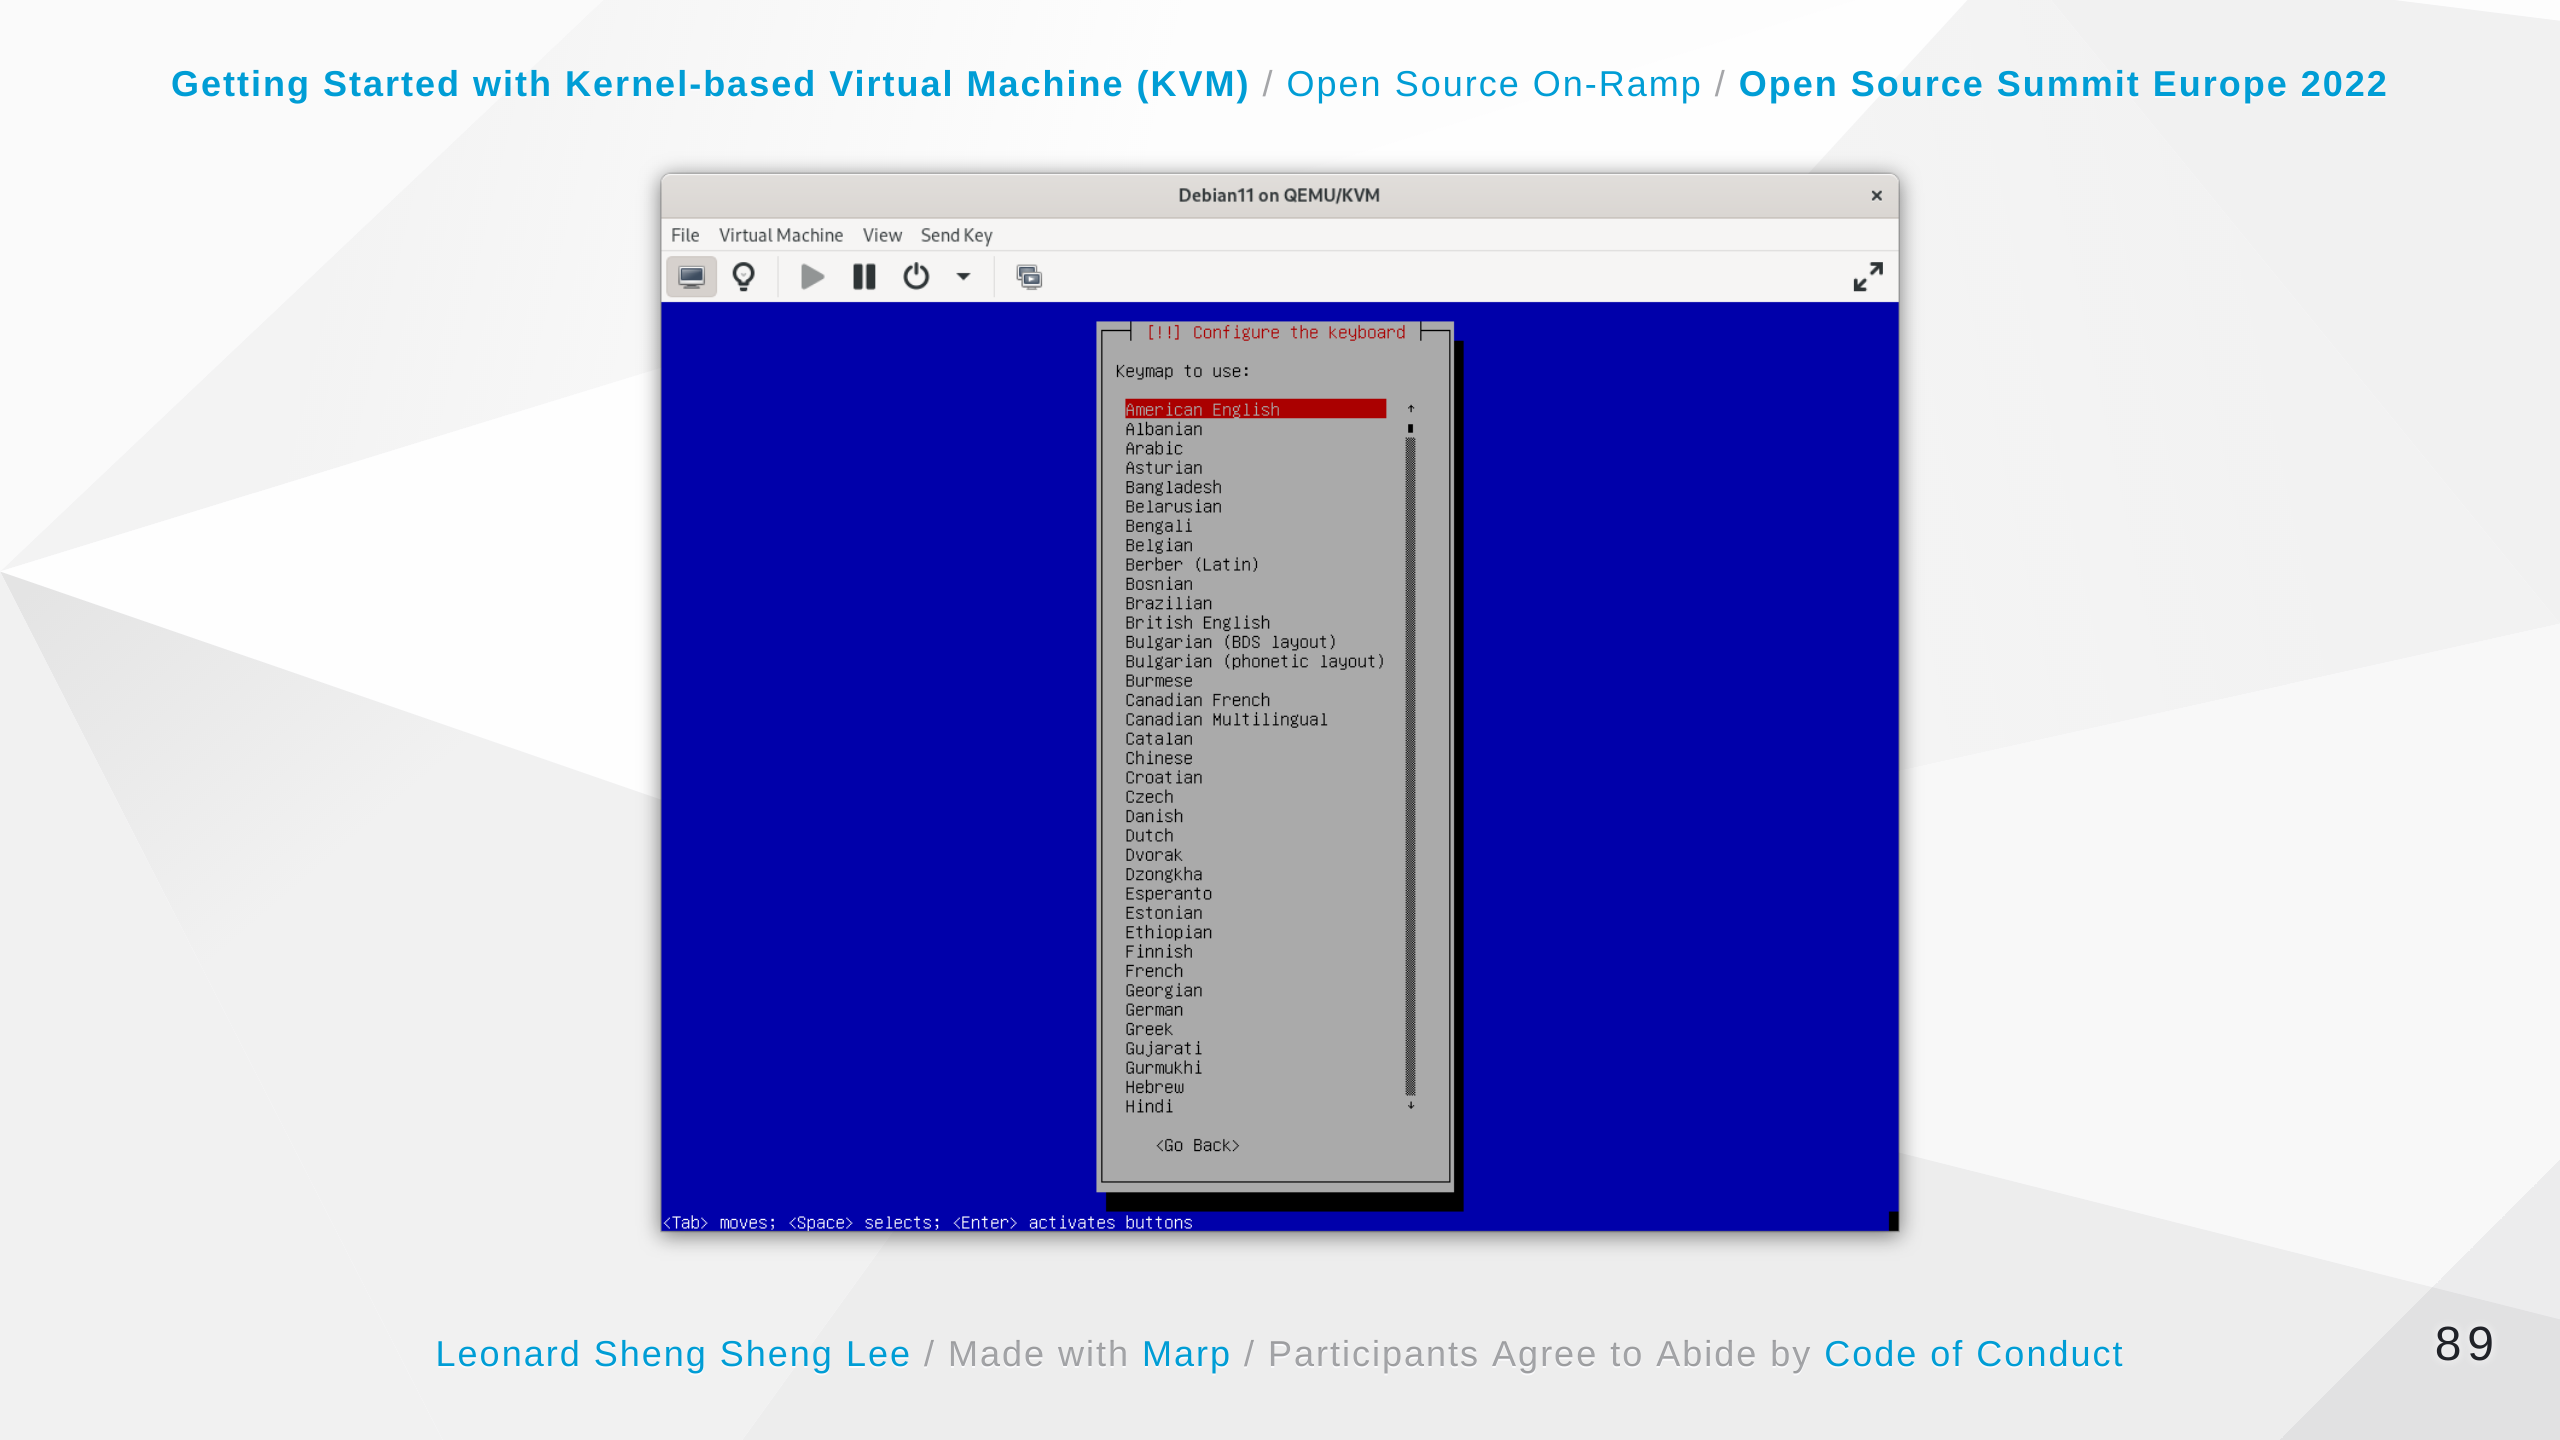 Getting Started with Kernel-based Virtual Machine (KVM) / Open Source On-Ramp / Open Source Summit Europe 2022
Debian11 on QEMU/KVM
File Virtual Machine View Send Key
[!!] Configure the keyboard
Keymap to use:
American English
Albanian
Arabic
Asturian
Bangladesh
Belarusian
Bengali
Belgian
Berber (Latin)
Bosnian
Brazilian
British English
Bulgarian (BDS layout)
Bulgarian (phonetic layout)
Burmese
Canadian French
Canadian Multilingual
Catalan
Chinese
Croatian
Czech
Danish
Dutch
Dvorak
Dzongkha
Esperanto
Estonian
Ethiopian
Finnish
French
Georgian
German
Greek
Gujarati
Gurmukhi
Hebrew
Hindi
<Go Back>
<Tab> moves; <Space> selects; <Enter> activates buttons
Leonard Sheng Sheng Lee / Made with Marp / Participants Agree to Abide by Code of Conduct
89